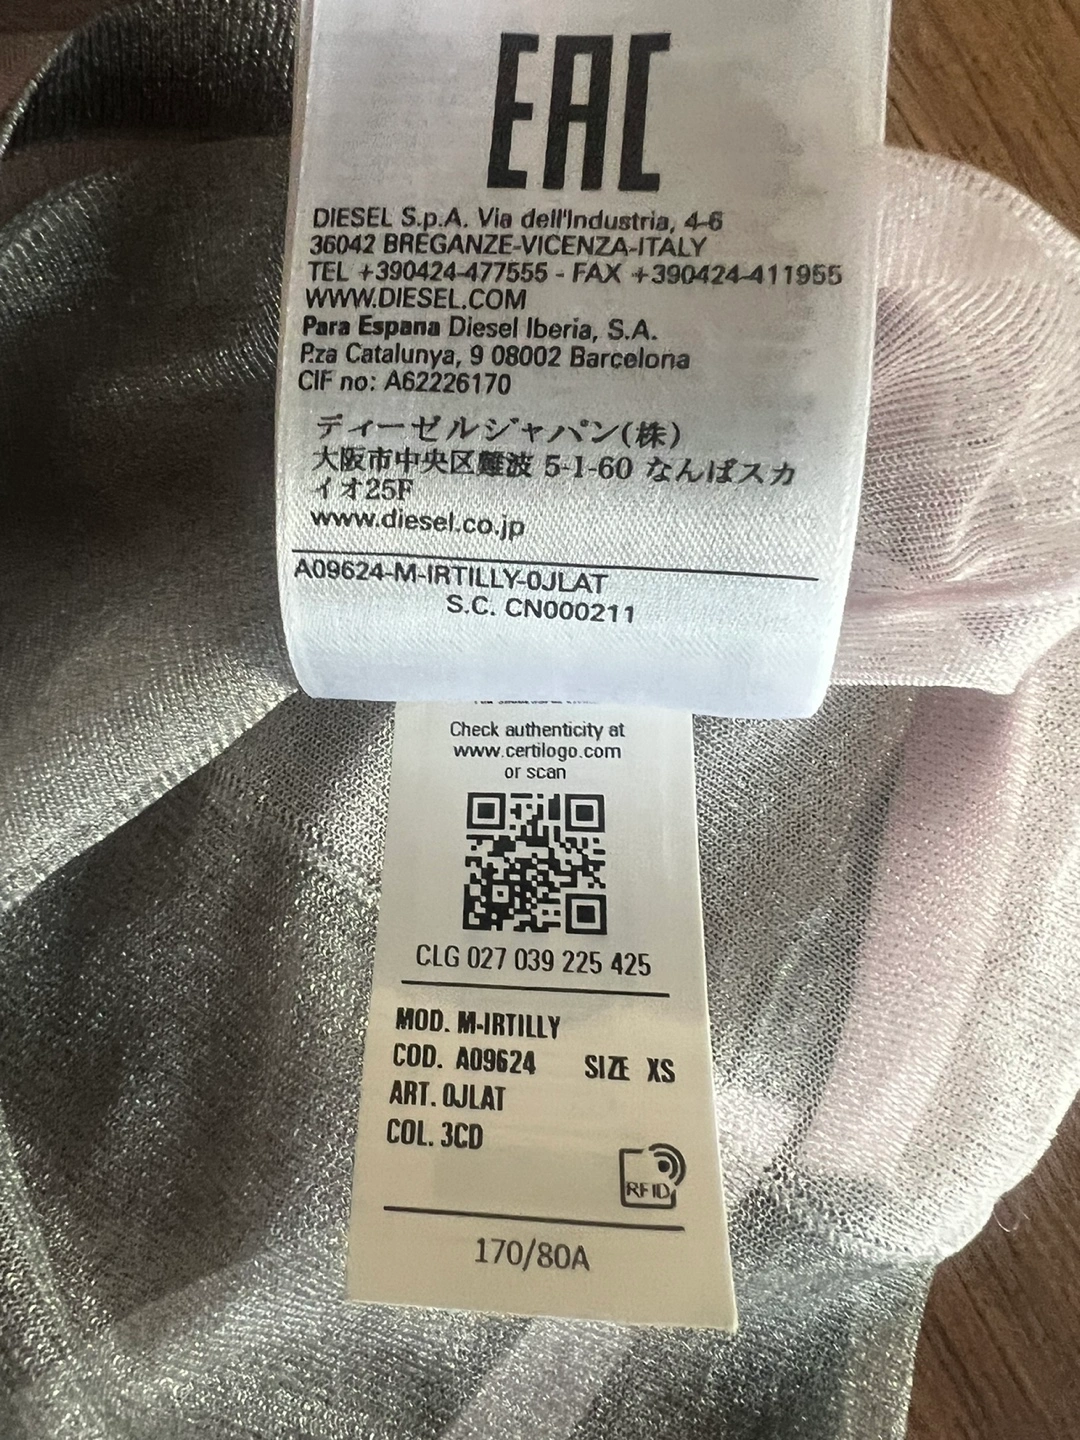 EAC
DIESEL S.p.A. Via dell'Industria, 4-6
36042 BREGANZE-VICENZA-ITALY
TEL +390424-477555 - FAX +390424-411955
WWW.DIESEL.COM
Para Espana Diesel Iberia, S.A.
P.za Catalunya, 9 08002 Barcelona
CIF no: A62226170
ディーゼルジャパン(株)
大阪市中央区難波 5-1-60 なんばスカ
イオ25F
www.diesel.co.jp
A09624-M-IRTILLY-0JLAT
S.C. CN000211
Check authenticity at
www.certilogo.com
or scan
CLG 027 039 225 425
MOD. M-IRTILLY
COD. A09624 SIZE XS
ART. 0JLAT
COL. 3CD
RFID
170/80A